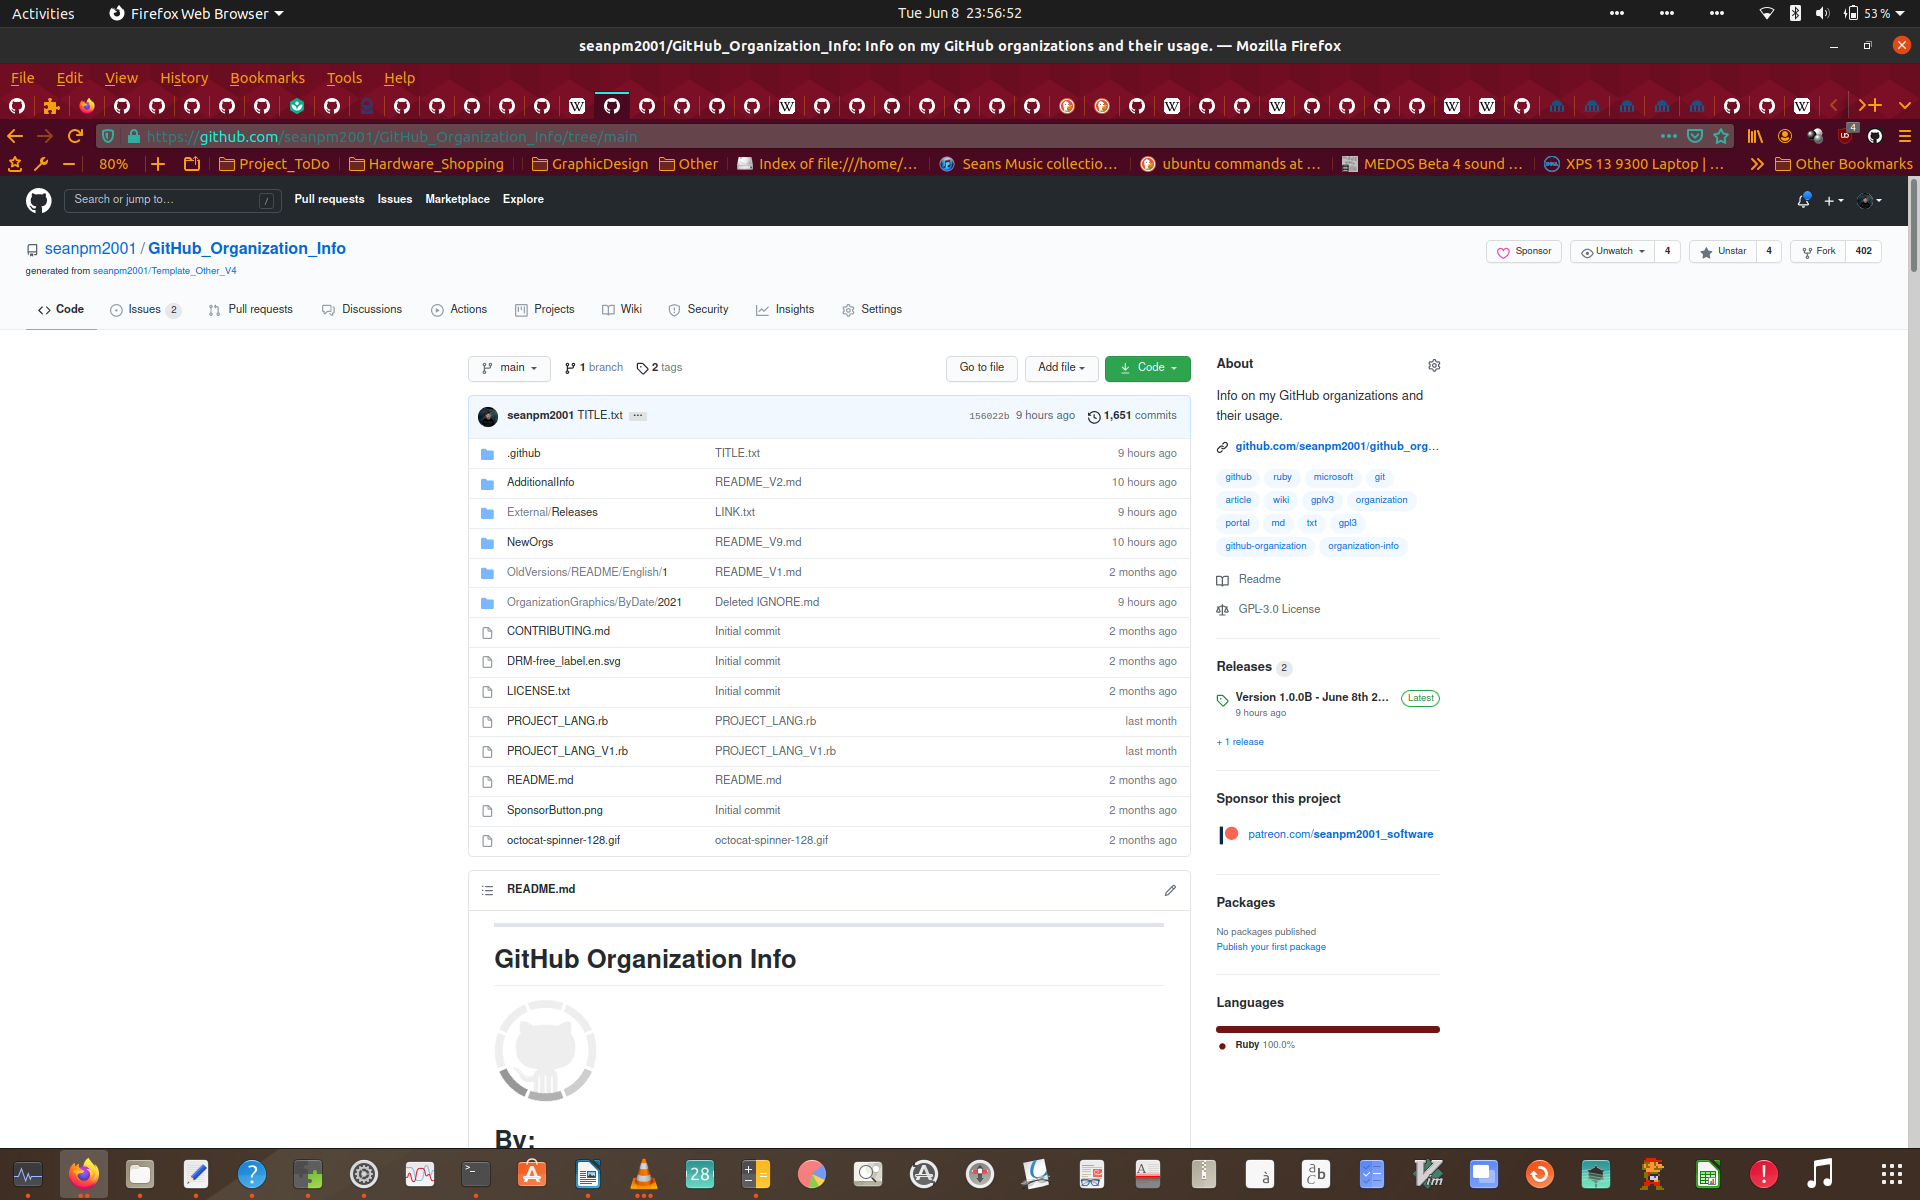 Activities Firefox Web Browser Tue Jun 8 23:56:52 53 %
seanpm2001/GitHub_Organization_Info: Info on my GitHub organizations and their usage. — Mozilla Firefox
File Edit View History Bookmarks Tools Help
https://github.com/seanpm2001/GitHub_Organization_Info/tree/main 4
80% Project_ToDo Hardware_Shopping GraphicDesign Other Index of file:///home/... Seans Music collectio... ubuntu commands at ... MEDOS Beta 4 sound ... XPS 13 9300 Laptop | ... Other Bookmarks
Search or jump to... / Pull requests Issues Marketplace Explore
seanpm2001 / GitHub_Organization_Info
generated from seanpm2001/Template_Other_V4
Sponsor Unwatch 4 Unstar 4 Fork 402
Code Issues 2 Pull requests Discussions Actions Projects Wiki Security Insights Settings
main 1 branch 2 tags Go to file Add file Code
seanpm2001 TITLE.txt ... 156022b 9 hours ago 1,651 commits
.github TITLE.txt 9 hours ago
AdditionalInfo README_V2.md 10 hours ago
External/Releases LINK.txt 9 hours ago
NewOrgs README_V9.md 10 hours ago
OldVersions/README/English/1 README_V1.md 2 months ago
OrganizationGraphics/ByDate/2021 Deleted IGNORE.md 9 hours ago
CONTRIBUTING.md Initial commit 2 months ago
DRM-free_label.en.svg Initial commit 2 months ago
LICENSE.txt Initial commit 2 months ago
PROJECT_LANG.rb PROJECT_LANG.rb last month
PROJECT_LANG_V1.rb PROJECT_LANG_V1.rb last month
README.md README.md 2 months ago
SponsorButton.png Initial commit 2 months ago
octocat-spinner-128.gif octocat-spinner-128.gif 2 months ago
README.md
GitHub Organization Info
By:
About
Info on my GitHub organizations and
their usage.
github.com/seanpm2001/github_org...
github ruby microsoft git
article wiki gplv3 organization
portal md txt gpl3
github-organization organization-info
Readme
GPL-3.0 License
Releases 2
Version 1.0.0B - June 8th 2... Latest
9 hours ago
+ 1 release
Sponsor this project
patreon.com/seanpm2001_software
Packages
No packages published
Publish your first package
Languages
Ruby 100.0%
28